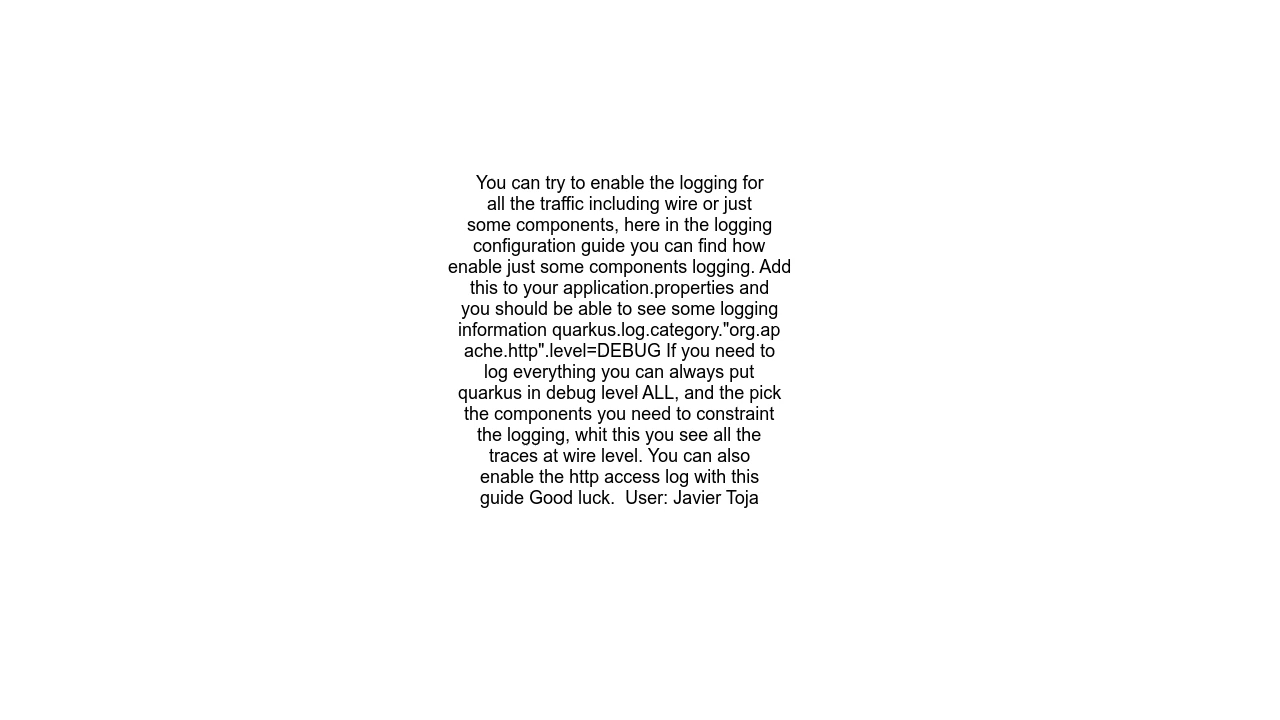 You can try to enable the logging for
all the traffic including wire or just
some components, here in the logging
configuration guide you can find how
enable just some components logging. Add
this to your application.properties and
you should be able to see some logging
information quarkus.log.category."org.ap
ache.http".level=DEBUG If you need to
log everything you can always put
quarkus in debug level ALL, and the pick
the components you need to constraint
the logging, whit this you see all the
traces at wire level. You can also
enable the http access log with this
guide Good luck.  User: Javier Toja